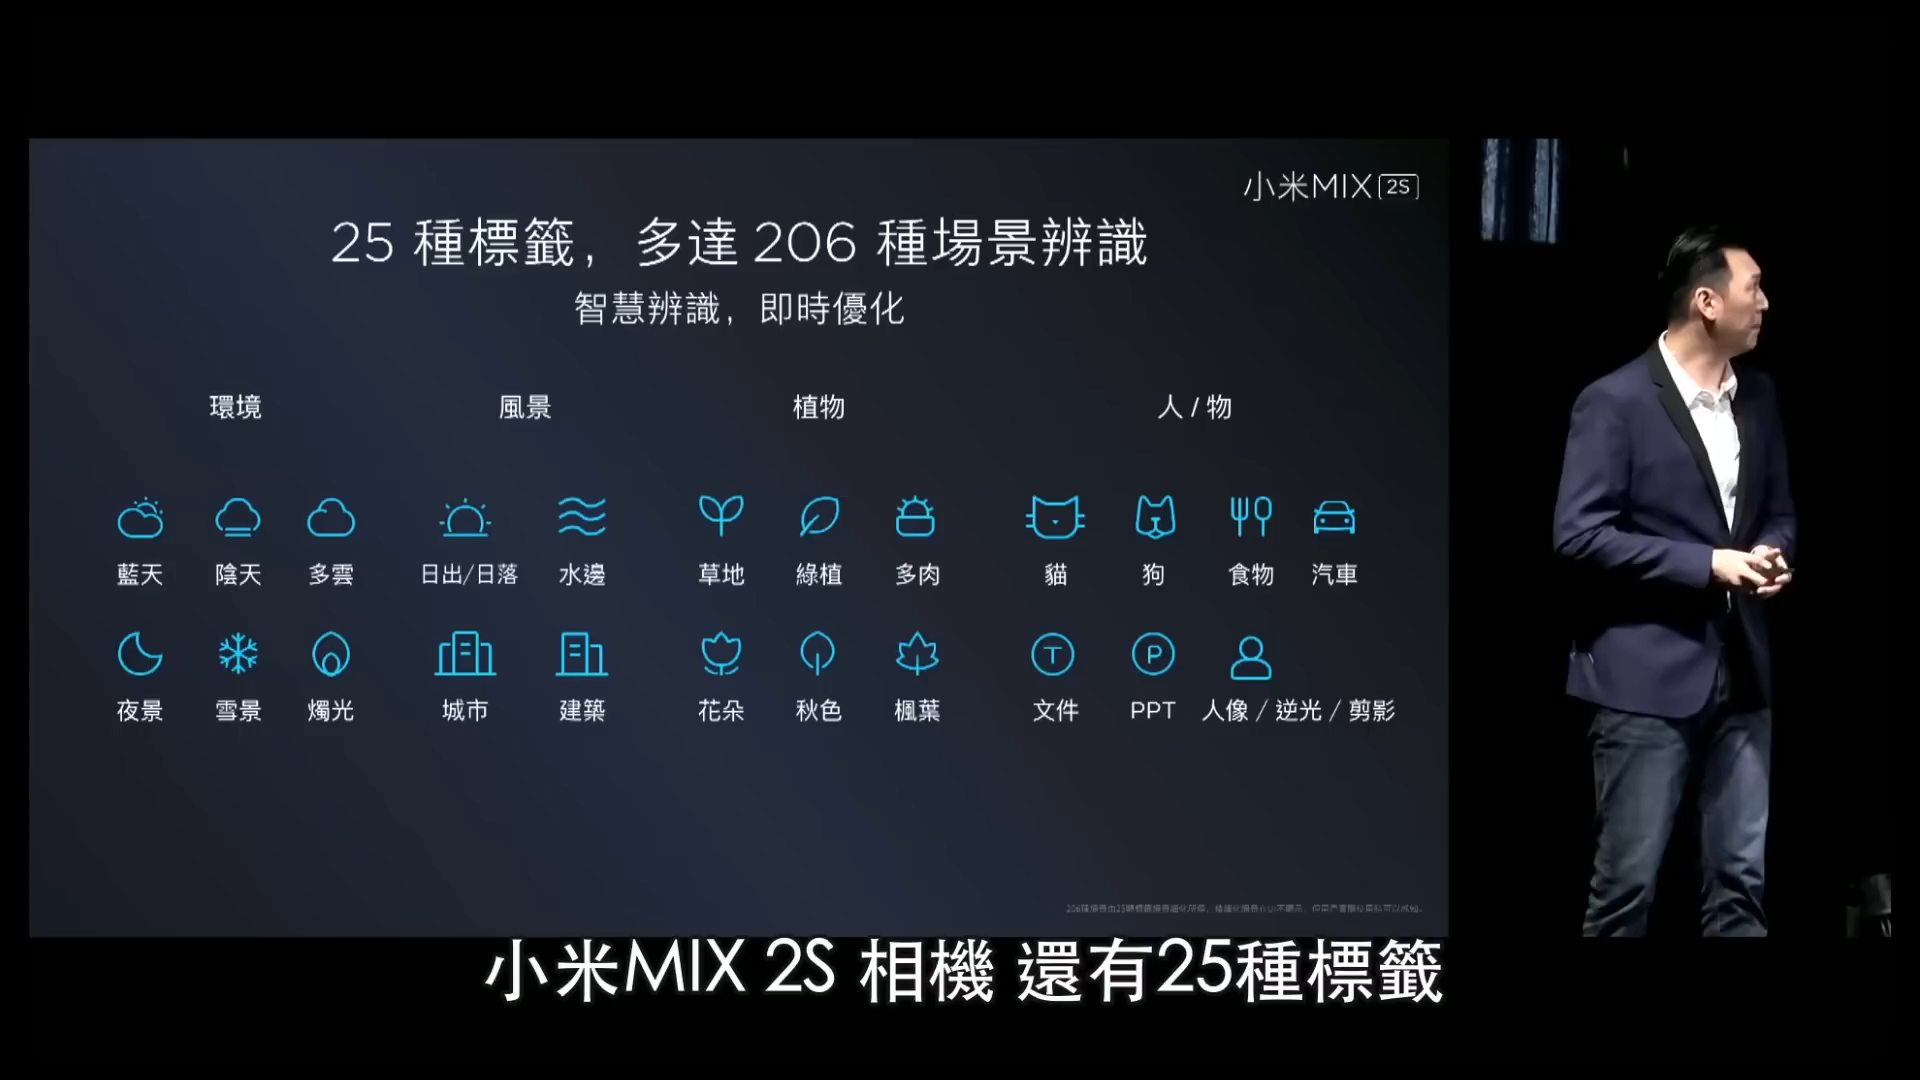 小米MIX 2S
25 種標籤，多達 206 種場景辨識
智慧辨識，即時優化
環境 風景 植物 人 / 物
藍天 陰天 多雲 日出/日落 水邊 草地 綠植 多肉 貓 狗 食物 汽車
T P
夜景 雪景 燭光 城市 建築 花朵 秋色 楓葉 文件 PPT 人像 / 逆光 / 剪影
小米MIX 2S 相機 還有25種標籤